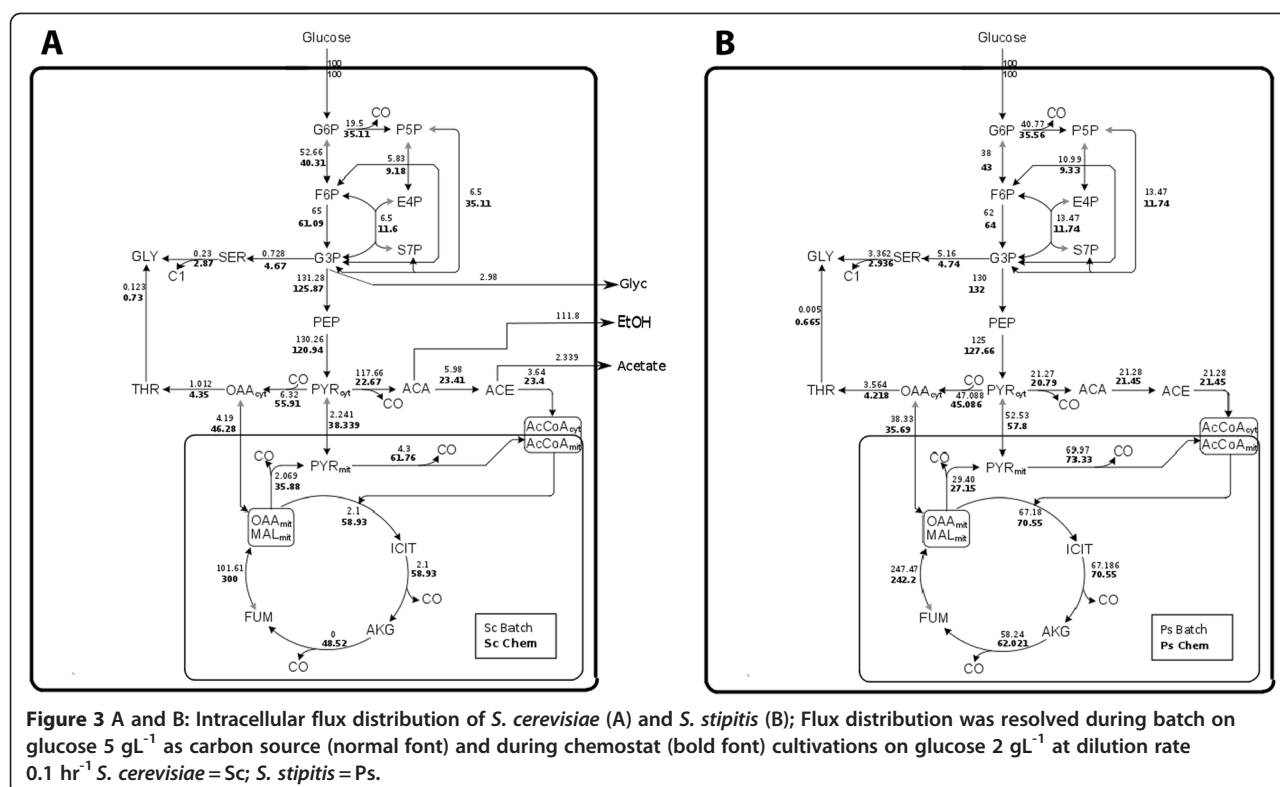 A
Glucose
100
100
G6P
19.5
35.11
CO
P5P
52.66
40.31
5.83
9.18
F6P
E4P
6.5
35.11
65
61.09
6.5
11.6
S7P
GLY
0.23
2.87
C1
SER
0.728
4.67
G3P
131.28
125.87
2.98
Glyc
0.123
0.73
PEP
111.8
EtOH
130.26
120.94
2.339
Acetate
THR
1.012
4.35
OAAcyt
CO
6.32
55.91
PYRcyt
117.66
22.67
CO
ACA
5.98
23.41
ACE
3.64
23.4
4.19
46.28
2.241
38.339
AcCoAcyt
AcCoAmit
CO
2.069
35.88
PYRmit
4.3
61.76
CO
OAAmit
MALmit
2.1
58.93
ICIT
101.61
300
2.1
58.93
CO
FUM
0
48.52
AKG
CO
Sc Batch
Sc Chem
B
Glucose
100
100
G6P
40.77
35.56
CO
P5P
38
43
10.99
9.33
F6P
E4P
13.47
11.74
62
64
13.47
11.74
S7P
GLY
3.362
2.936
C1
SER
5.16
4.74
G3P
130
132
0.005
0.665
PEP
125
127.66
THR
3.564
4.218
OAAcyt
CO
47.088
45.086
PYRcyt
21.27
20.79
CO
ACA
21.28
21.45
ACE
21.28
21.45
38.33
35.69
52.53
57.8
AcCoAcyt
AcCoAmit
CO
29.40
27.15
PYRmit
69.97
73.33
CO
OAAmit
MALmit
67.18
70.55
ICIT
247.47
242.2
67.186
70.55
CO
FUM
58.24
62.021
AKG
CO
Ps Batch
Ps Chem
Figure 3 A and B: Intracellular flux distribution of S. cerevisiae (A) and S. stipitis (B); Flux distribution was resolved during batch on
glucose 5 gL⁻¹ as carbon source (normal font) and during chemostat (bold font) cultivations on glucose 2 gL⁻¹ at dilution rate
0.1 hr⁻¹ S. cerevisiae = Sc; S. stipitis = Ps.